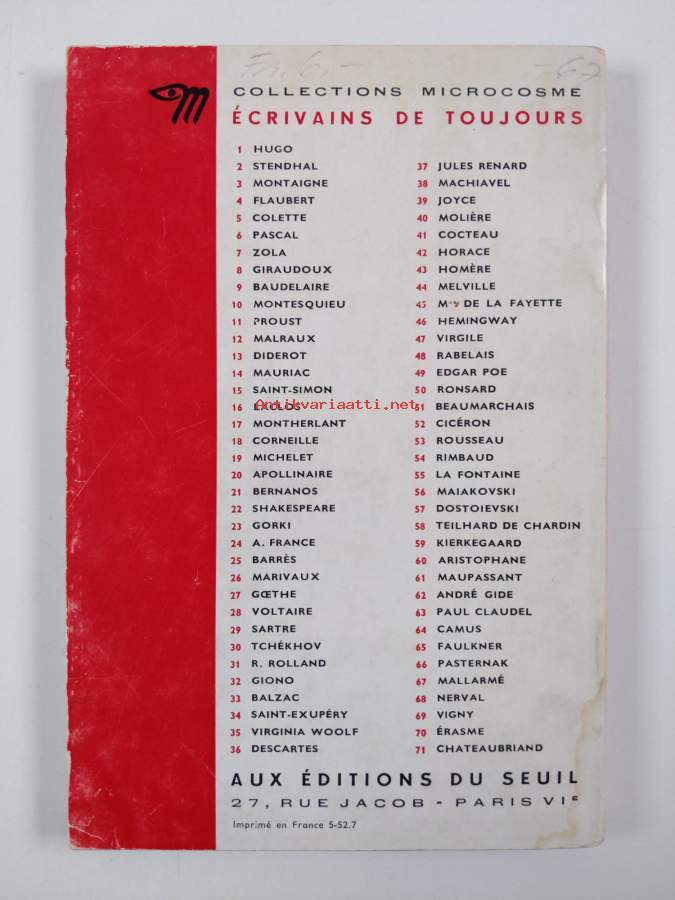 COLLECTIONS MICROCOSME
ÉCRIVAINS DE TOUJOURS
1 HUGO
2 STENDHAL
3 MONTAIGNE
4 FLAUBERT
5 COLETTE
6 PASCAL
7 ZOLA
8 GIRAUDOUX
9 BAUDELAIRE
10 MONTESQUIEU
11 PROUST
12 MALRAUX
13 DIDEROT
14 MAURIAC
15 SAINT-SIMON
16 LACLOS
17 MONTHERLANT
18 CORNEILLE
19 MICHELET
20 APOLLINAIRE
21 BERNANOS
22 SHAKESPEARE
23 GORKI
24 A. FRANCE
25 BARRÈS
26 MARIVAUX
27 GŒTHE
28 VOLTAIRE
29 SARTRE
30 TCHÉKHOV
31 R. ROLLAND
32 GIONO
33 BALZAC
34 SAINT-EXUPÉRY
35 VIRGINIA WOOLF
36 DESCARTES
37 JULES RENARD
38 MACHIAVEL
39 JOYCE
40 MOLIÈRE
41 COCTEAU
42 HORACE
43 HOMÈRE
44 MELVILLE
45 DE LA FAYETTE
46 HEMINGWAY
47 VIRGILE
48 RABELAIS
49 EDGAR POE
50 RONSARD
51 BEAUMARCHAIS
52 CICÉRON
53 ROUSSEAU
54 RIMBAUD
55 LA FONTAINE
56 MAIAKOVSKI
57 DOSTOIEVSKI
58 TEILHARD DE CHARDIN
59 KIERKEGAARD
60 ARISTOPHANE
61 MAUPASSANT
62 ANDRÉ GIDE
63 PAUL CLAUDEL
64 CAMUS
65 FAULKNER
66 PASTERNAK
67 MALLARMÉ
68 NERVAL
69 VIGNY
70 ÉRASME
71 CHATEAUBRIAND
Antikvariaatti.net
AUX ÉDITIONS DU SEUIL
27, RUE JACOB - PARIS VIE
Imprimé en France 5-52.7